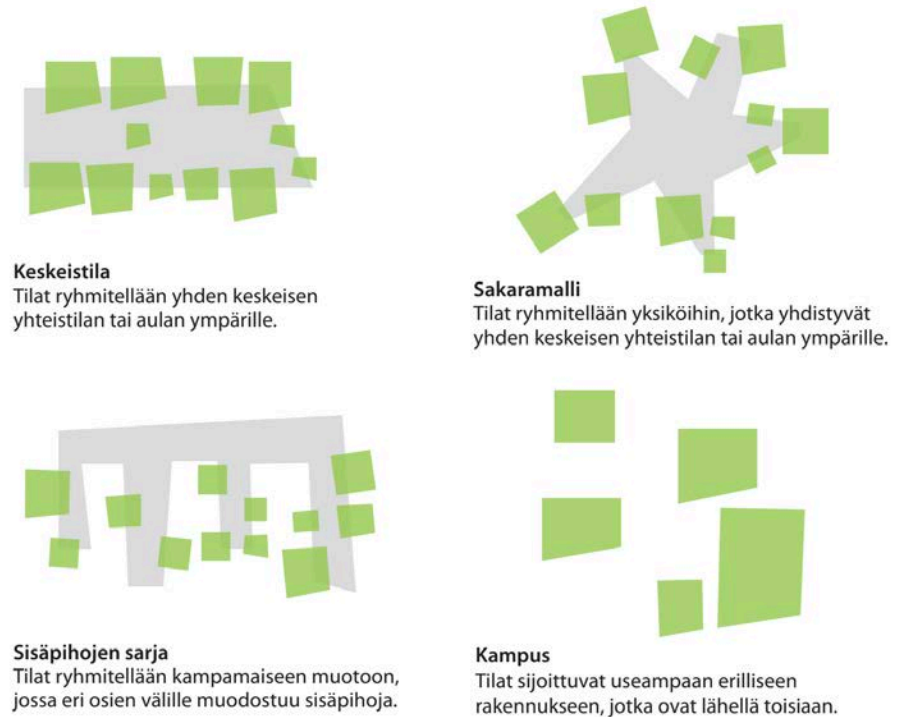 Keskeistila
Tilat ryhmitellään yhden keskeisen
yhteistilan tai aulan ympärille.
Sakaramalli
Tilat ryhmitellään yksiköihin, jotka yhdistyvät
yhden keskeisen yhteistilan tai aulan ympärille.
Sisäpihojen sarja
Tilat ryhmitellään kampamaiseen muotoon,
jossa eri osien välille muodostuu sisäpihoja.
Kampus
Tilat sijoittuvat useampaan erilliseen
rakennukseen, jotka ovat lähellä toisiaan.